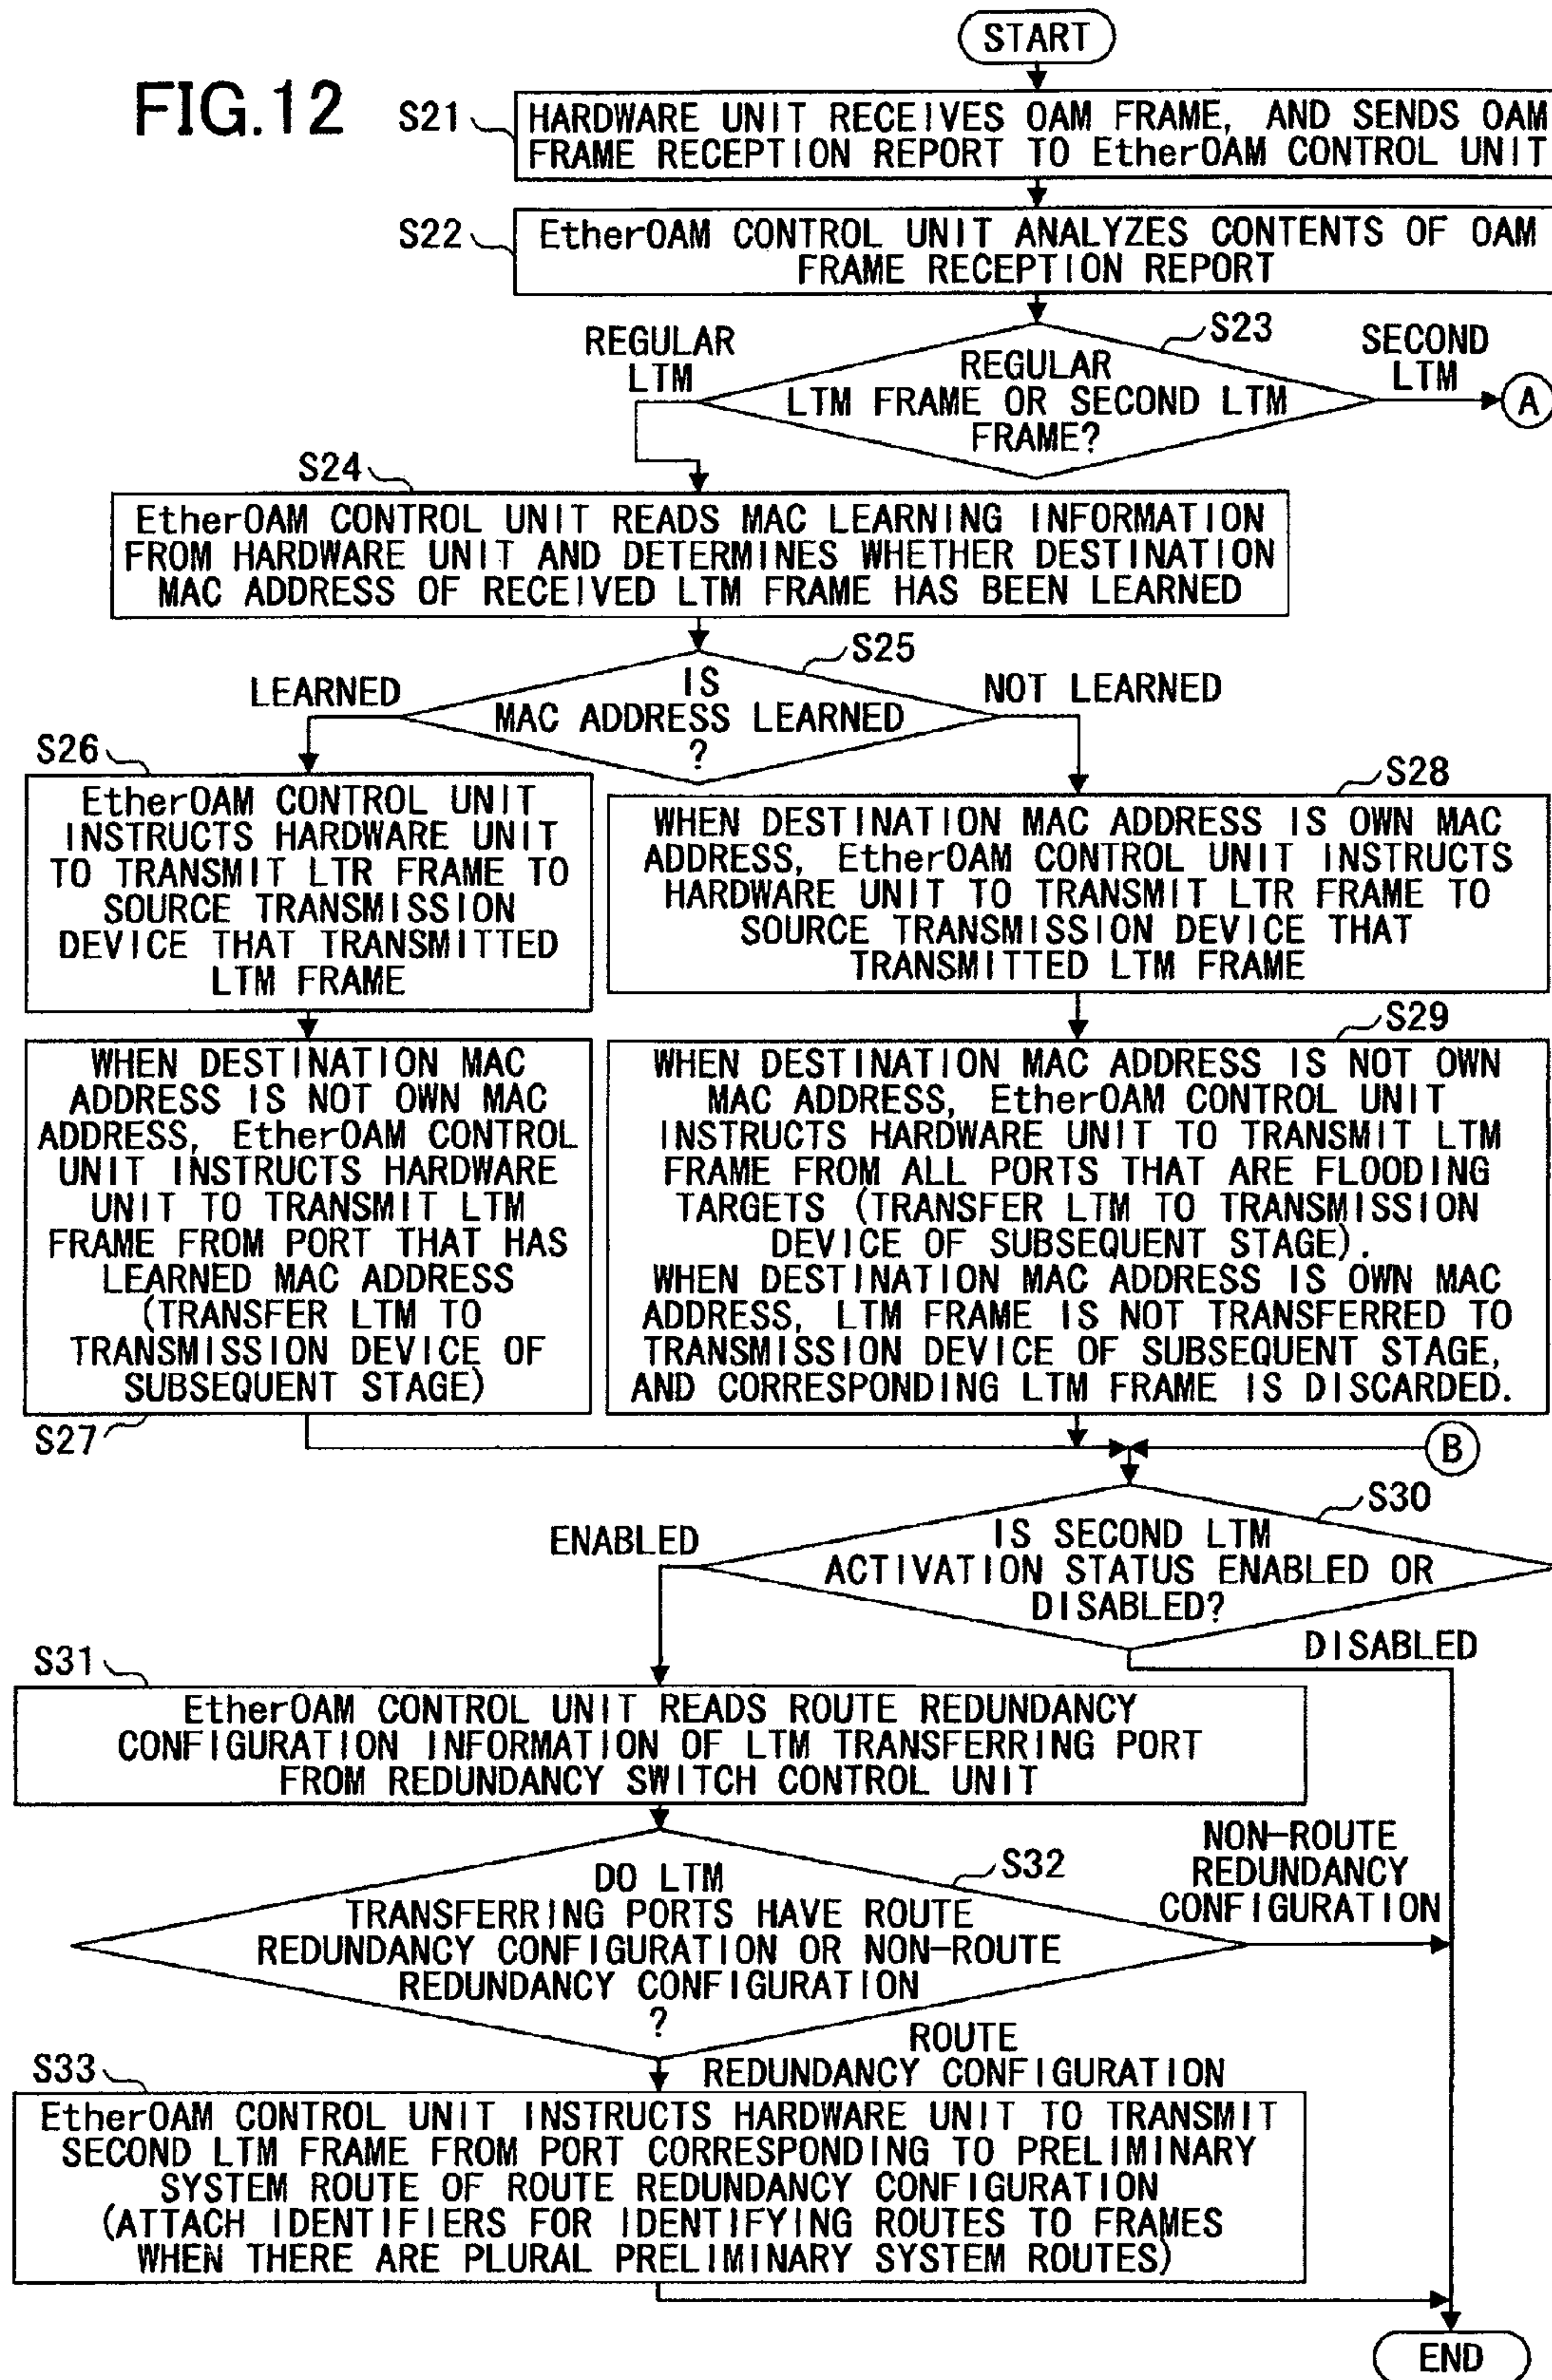 START
FIG.12
S21
HARDWARE UNIT RECEIVES OAM FRAME, AND SENDS OAM
FRAME RECEPTION REPORT TO EtherOAM CONTROL UNIT
S22
EtherOAM CONTROL UNIT ANALYZES CONTENTS OF OAM
FRAME RECEPTION REPORT
S23
REGULAR
LTM
REGULAR
LTM FRAME OR SECOND LTM
FRAME?
SECOND
LTM
A
S24
EtherOAM CONTROL UNIT READS MAC LEARNING INFORMATION
FROM HARDWARE UNIT AND DETERMINES WHETHER DESTINATION
MAC ADDRESS OF RECEIVED LTM FRAME HAS BEEN LEARNED
S25
LEARNED
IS
MAC ADDRESS LEARNED
?
NOT LEARNED
S26
EtherOAM CONTROL UNIT
INSTRUCTS HARDWARE UNIT
TO TRANSMIT LTR FRAME TO
SOURCE TRANSMISSION
DEVICE THAT TRANSMITTED
LTM FRAME
S28
WHEN DESTINATION MAC ADDRESS IS OWN MAC
ADDRESS, EtherOAM CONTROL UNIT INSTRUCTS
HARDWARE UNIT TO TRANSMIT LTR FRAME TO
SOURCE TRANSMISSION DEVICE THAT
TRANSMITTED LTM FRAME
WHEN DESTINATION MAC
ADDRESS IS NOT OWN MAC
ADDRESS, EtherOAM CONTROL
UNIT INSTRUCTS HARDWARE
UNIT TO TRANSMIT LTM
FRAME FROM PORT THAT HAS
LEARNED MAC ADDRESS
(TRANSFER LTM TO
TRANSMISSION DEVICE OF
SUBSEQUENT STAGE)
S27
S29
WHEN DESTINATION MAC ADDRESS IS NOT OWN
MAC ADDRESS, EtherOAM CONTROL UNIT
INSTRUCTS HARDWARE UNIT TO TRANSMIT LTM
FRAME FROM ALL PORTS THAT ARE FLOODING
TARGETS (TRANSFER LTM TO TRANSMISSION
DEVICE OF SUBSEQUENT STAGE).
WHEN DESTINATION MAC ADDRESS IS OWN MAC
ADDRESS, LTM FRAME IS NOT TRANSFERRED TO
TRANSMISSION DEVICE OF SUBSEQUENT STAGE,
AND CORRESPONDING LTM FRAME IS DISCARDED.
B
S30
ENABLED
IS SECOND LTM
ACTIVATION STATUS ENABLED OR
DISABLED?
DISABLED
S31
EtherOAM CONTROL UNIT READS ROUTE REDUNDANCY
CONFIGURATION INFORMATION OF LTM TRANSFERRING PORT
FROM REDUNDANCY SWITCH CONTROL UNIT
S32
DO LTM
TRANSFERRING PORTS HAVE ROUTE
REDUNDANCY CONFIGURATION OR NON-ROUTE
REDUNDANCY CONFIGURATION
?
NON-ROUTE
REDUNDANCY
CONFIGURATION
ROUTE
REDUNDANCY CONFIGURATION
S33
EtherOAM CONTROL UNIT INSTRUCTS HARDWARE UNIT TO TRANSMIT
SECOND LTM FRAME FROM PORT CORRESPONDING TO PRELIMINARY
SYSTEM ROUTE OF ROUTE REDUNDANCY CONFIGURATION
(ATTACH IDENTIFIERS FOR IDENTIFYING ROUTES TO FRAMES
WHEN THERE ARE PLURAL PRELIMINARY SYSTEM ROUTES)
END